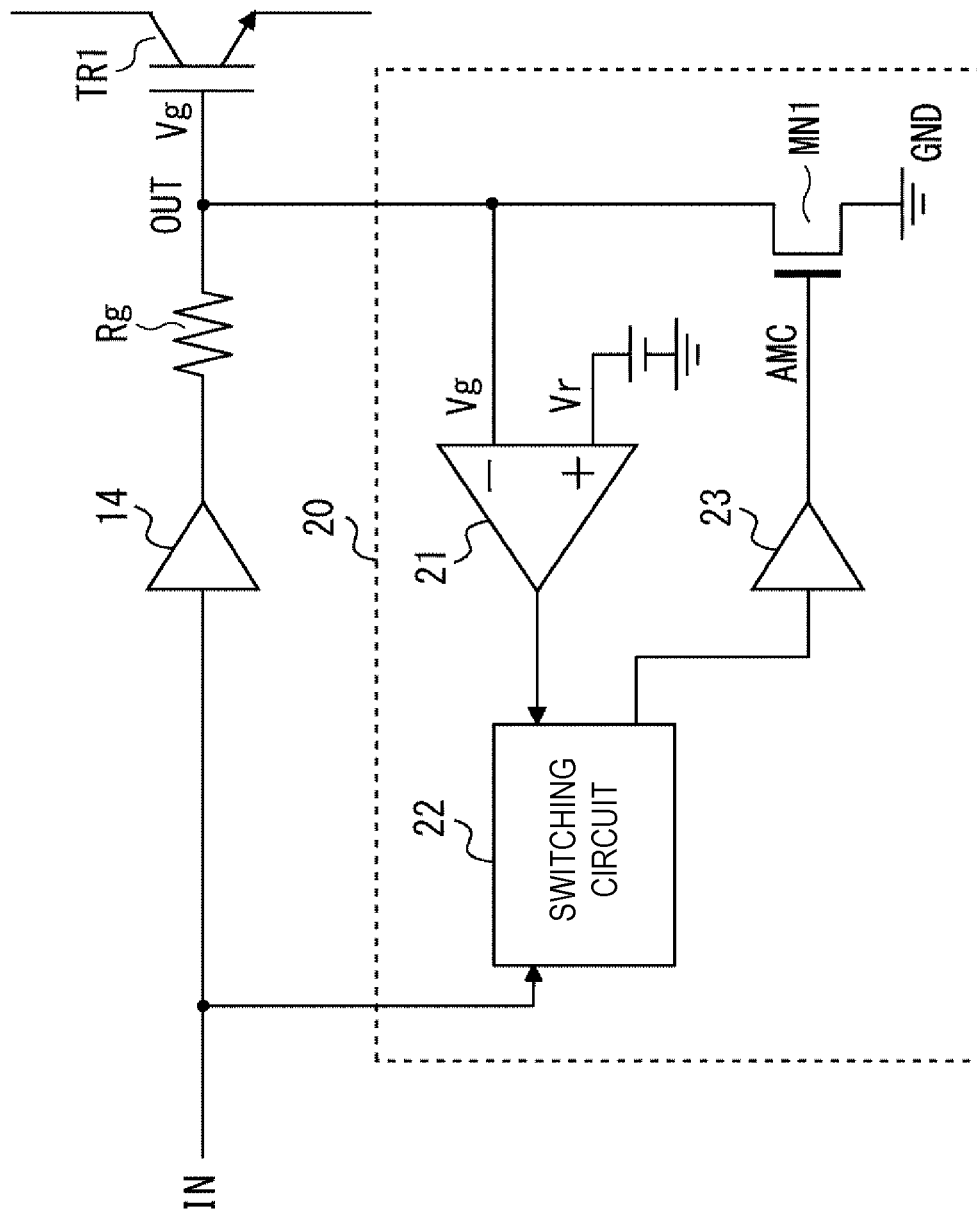 TR1
Vg
OUT
Rg
14
IN
20
Vg
Vr
−
+
21
22
SWITCHING
CIRCUIT
23
AMC
MN1
GND